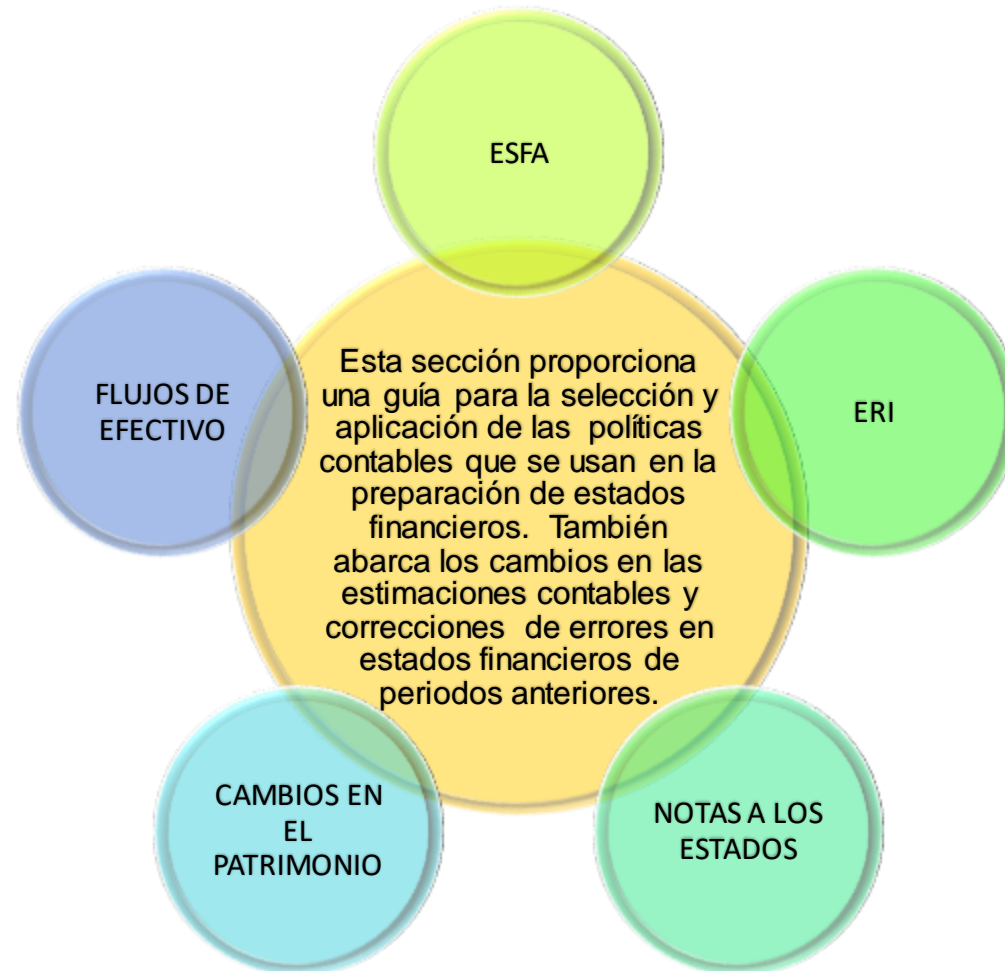 ESFA
Esta sección proporciona
una guía para la selección y
aplicación de las políticas
contables que se usan en la
preparación de estados
financieros. También
abarca los cambios en las
estimaciones contables y
correcciones de errores en
estados financieros de
periodos anteriores.
ERI
NOTAS A LOS
ESTADOS
CAMBIOS EN
EL
PATRIMONIO
FLUJOS DE
EFECTIVO